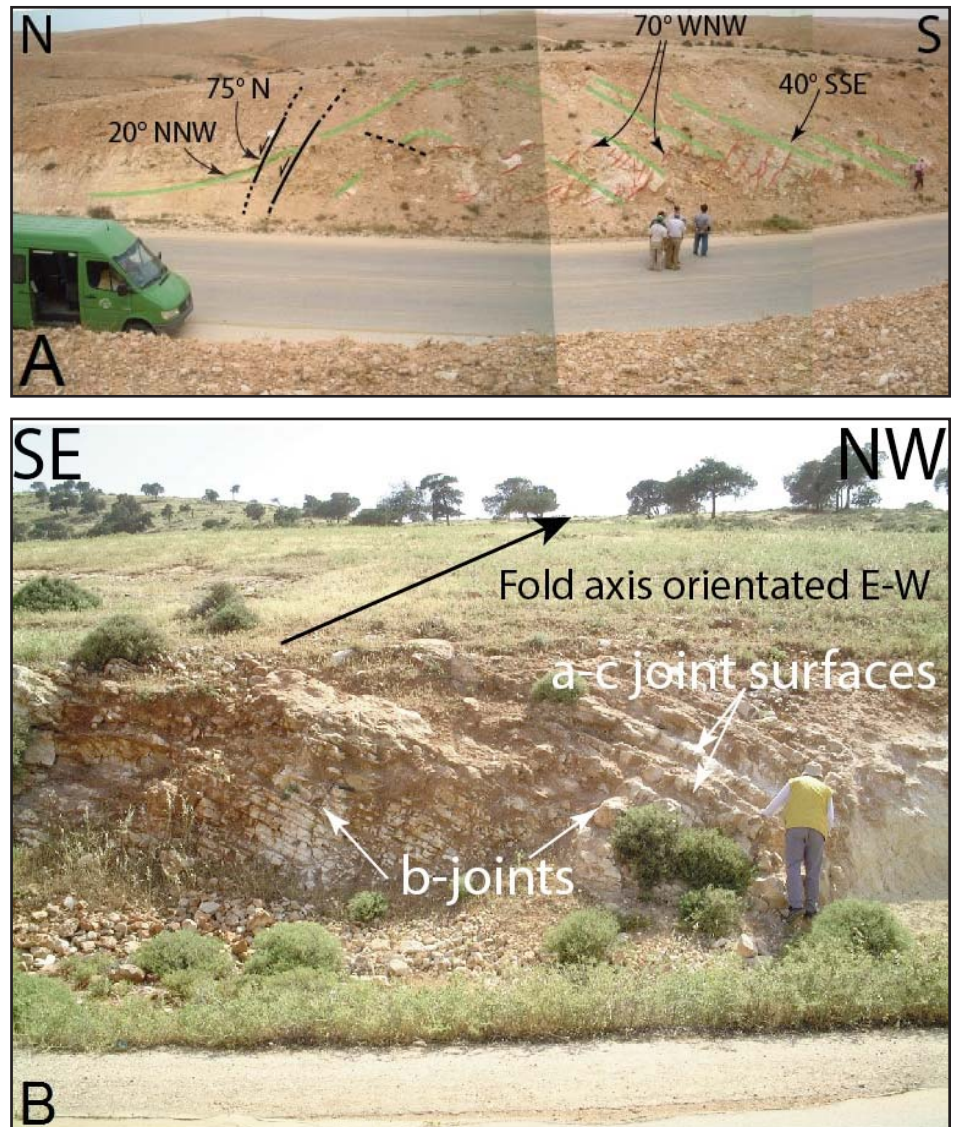 N
S
70° WNW
75° N
40° SSE
20° NNW
A
SE
NW
Fold axis orientated E-W
a-c joint surfaces
b-joints
B